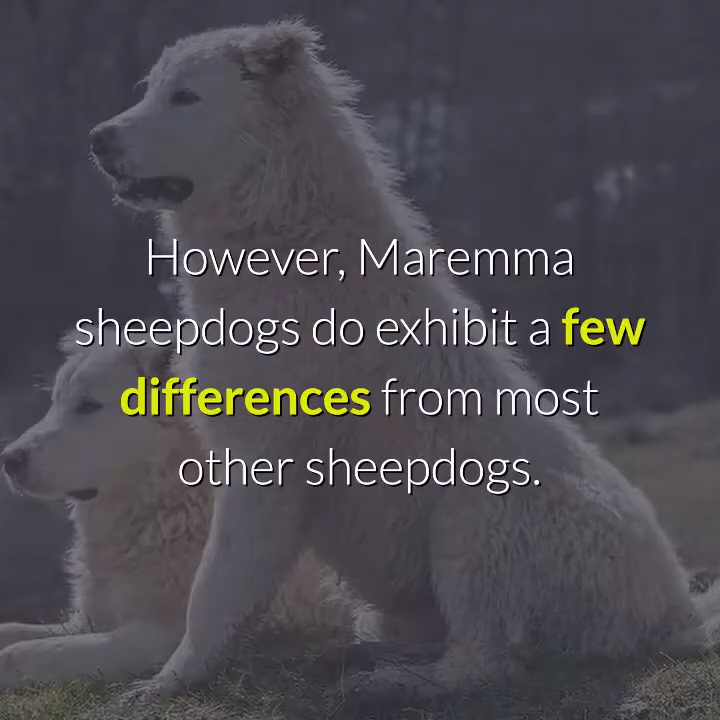 However, Maremma
sheepdogs do exhibit a few
differences from most
other sheepdogs.